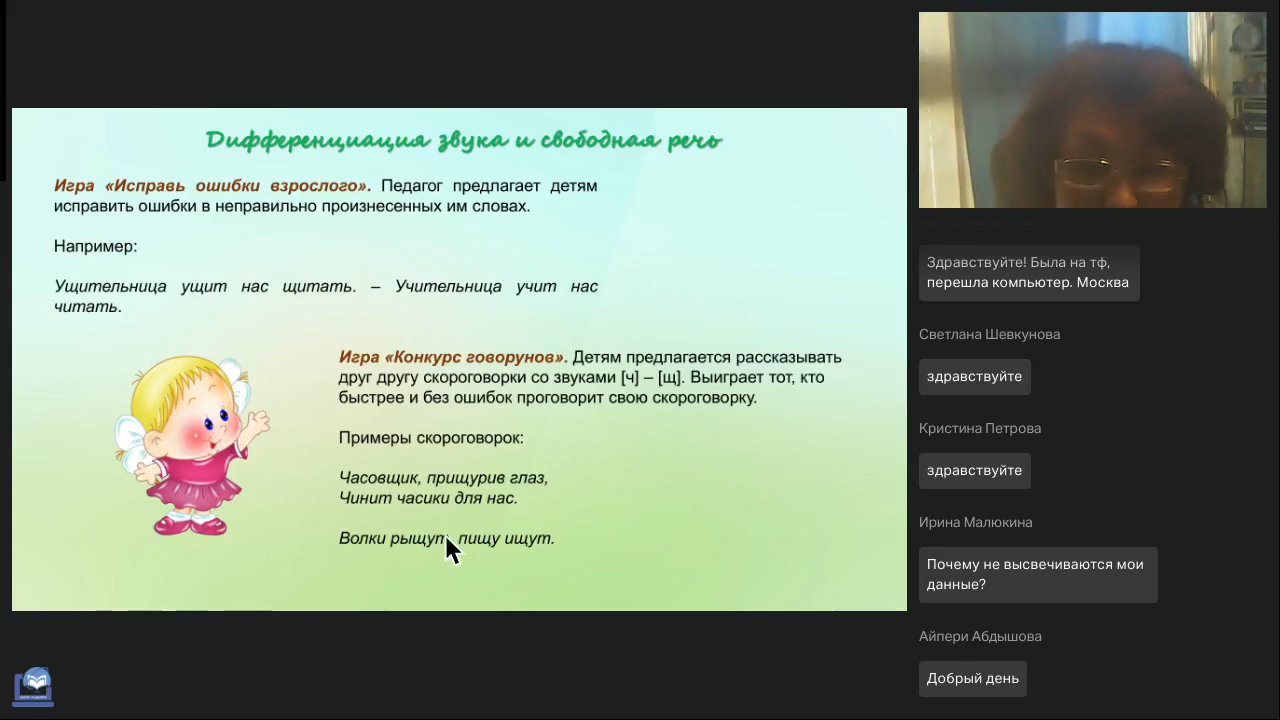 Дифференциация звука и свободная речь
Игра «Исправь ошибки взрослого». Педагог предлагает детям
исправить ошибки в неправильно произнесенных им словах.
Например:
Ущительница ущит нас щитать. – Учительница учит нас
читать.
Игра «Конкурс говорунов». Детям предлагается рассказывать
друг другу скороговорки со звуками [ч] – [щ]. Выиграет тот, кто
быстрее и без ошибок проговорит свою скороговорку.
Примеры скороговорок:
Часовщик, прищурив глаз,
Чинит часики для нас.
Волки рыщут, пищу ищут.
Здравствуйте! Была на тф,
перешла компьютер. Москва
Светлана Шевкунова
здравствуйте
Кристина Петрова
здравствуйте
Ирина Малюкина
Почему не высвечиваются мои
данные?
Айпери Абдышова
Добрый день